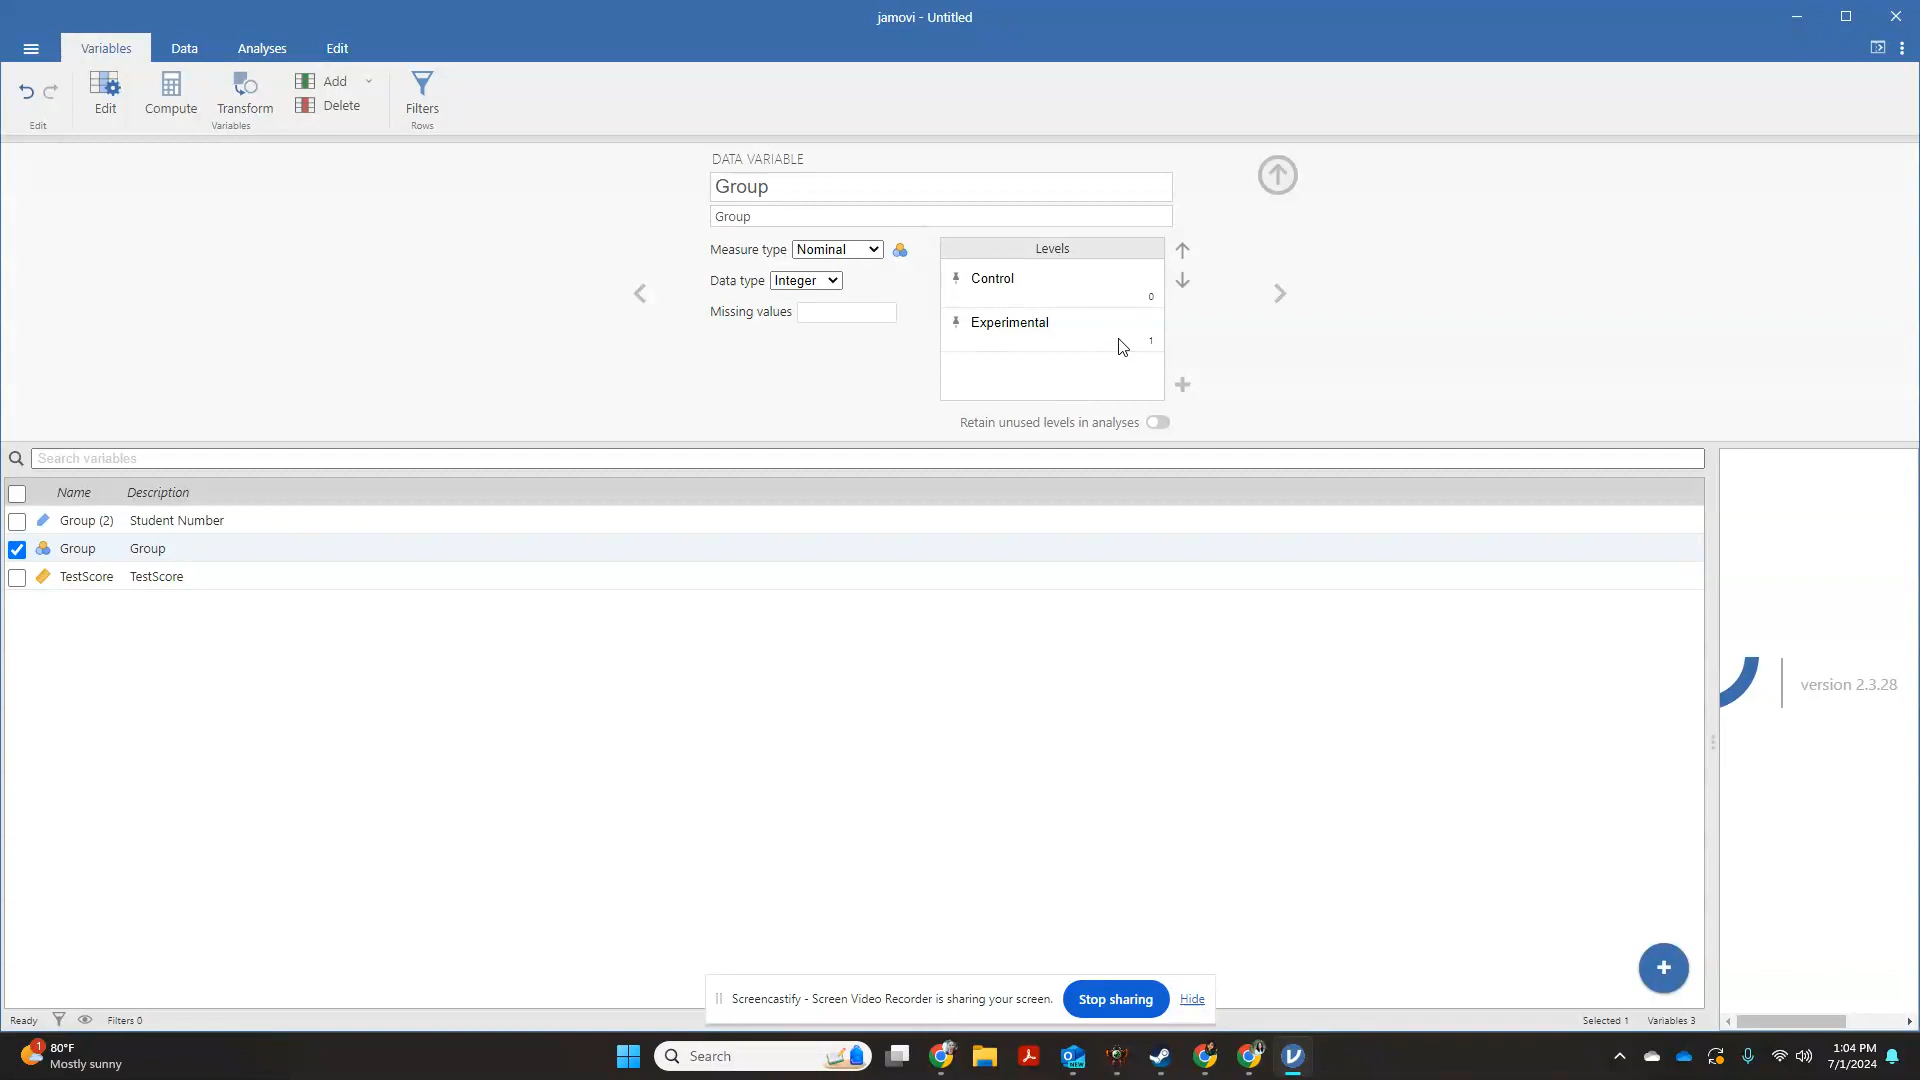 jamovi - Untitled
Variables
Data
Analyses
Edit
Edit
Compute
Transform
Add
Delete
Filters
Edit
Variables
Rows
DATA VARIABLE
Group
Group
Measure type Nominal
Data type Integer
Missing values
Levels
Control
0
Experimental
1
Retain unused levels in analyses
Search variables
Name Description
Group (2) Student Number
Group Group
TestScore TestScore
version 2.3.28
Screencastify - Screen Video Recorder is sharing your screen.
Stop sharing
Hide
Ready
Filters 0
Selected 1
Variables 3
1
80°F
Mostly sunny
Search
NEW
1:04 PM
7/1/2024